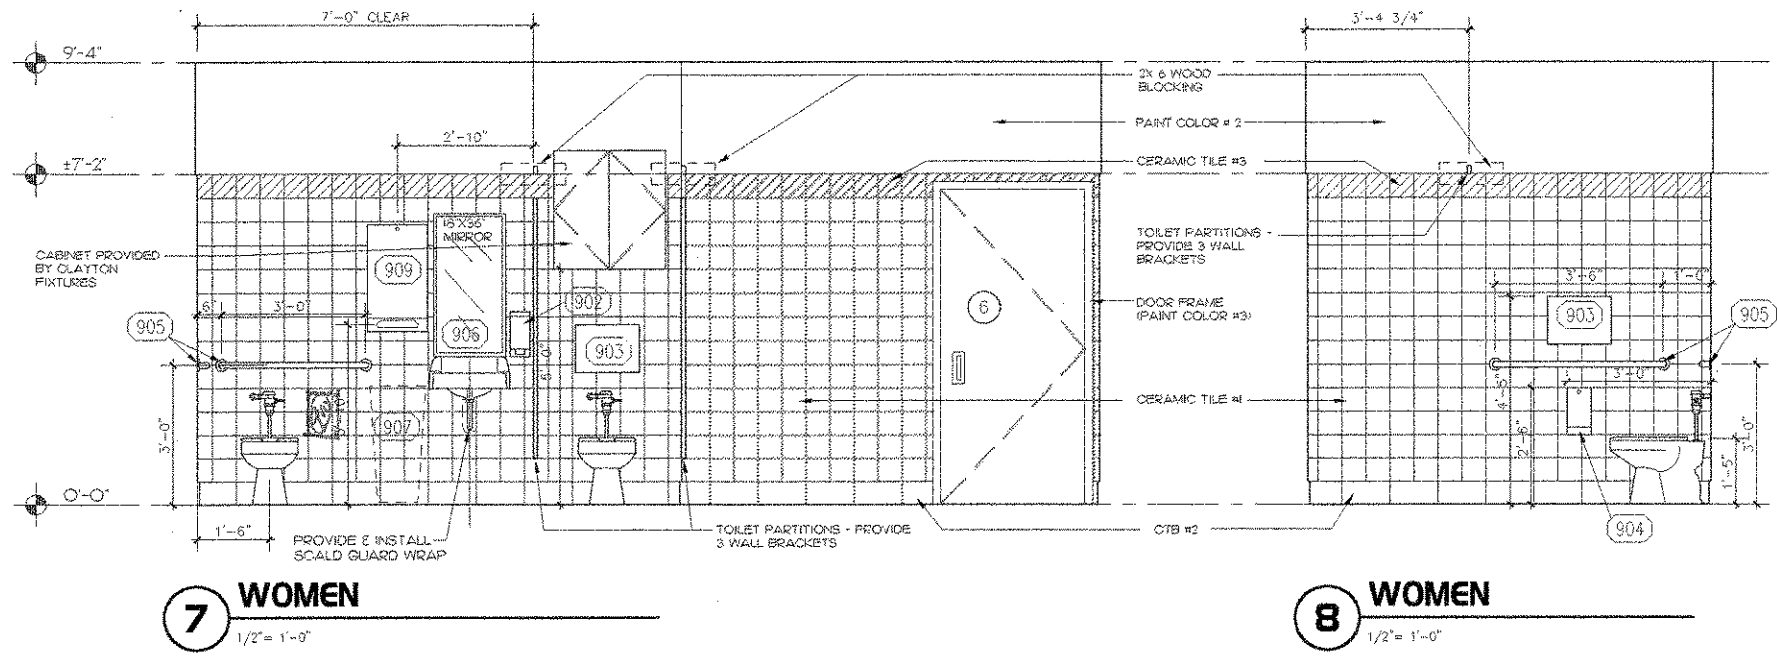 7'-0" CLEAR
3'-4 3/4"
9'-4"
2X 6 WOOD
BLOCKING
PAINT COLOR # 2
2'-10"
±7'-2"
CERAMIC TILE #3
MIRROR
TOILET PARTITIONS -
PROVIDE 3 WALL
BRACKETS
CABINET PROVIDED
BY CLAYTON
FIXTURES
909
3'-6"
1'-0"
6"
3'-0"
902
6
DOOR FRAME
(PAINT COLOR #3)
903
905
905
906
903
6'-0"
3'-0"
4'-5"
CERAMIC TILE #1
907
3'-0"
2'-6"
3'-0"
1'-5"
0'-0"
1'-6"
PROVIDE & INSTALL
SCALD GUARD WRAP
TOILET PARTITIONS - PROVIDE
3 WALL BRACKETS
CTB #2
904
7
WOMEN
1/2"= 1'-0"
8
WOMEN
1/2"= 1'-0"